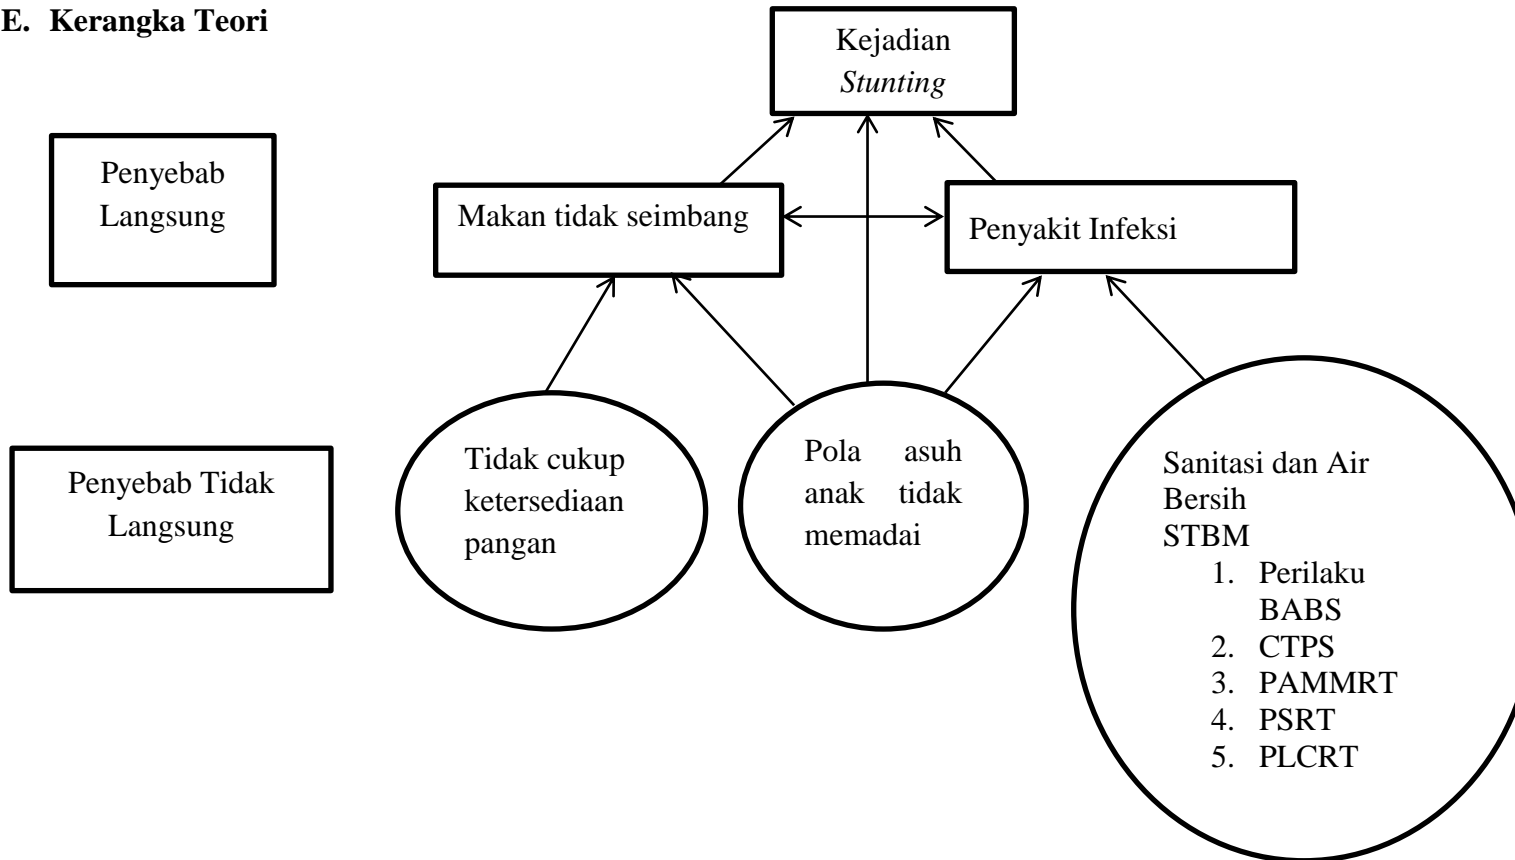 E. Kerangka Teori
Kejadian
Stunting
Penyebab
Langsung
Makan tidak seimbang
Penyakit Infeksi
Penyebab Tidak
Langsung
Tidak cukup
ketersediaan
pangan
Pola asuh
anak tidak
memadai
Sanitasi dan Air
Bersih
STBM
1. Perilaku
BABS
2. CTPS
3. PAMMRT
4. PSRT
5. PLCRT